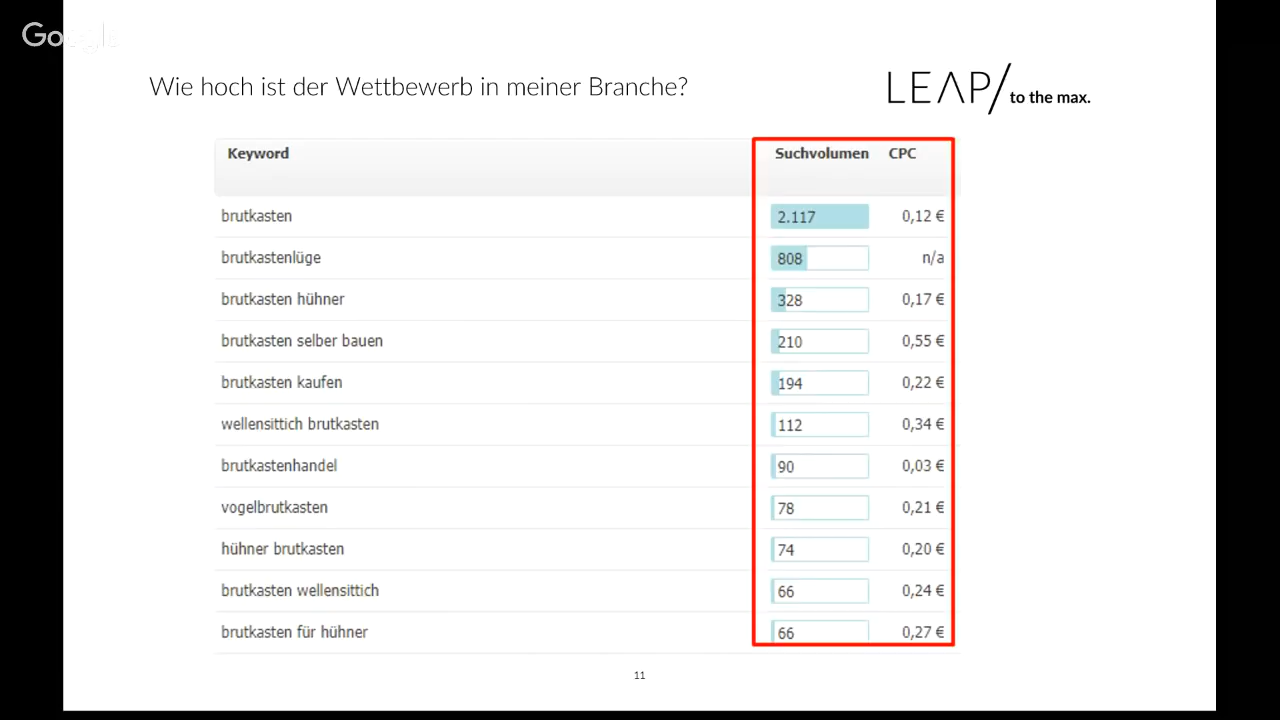 Google
Wie hoch ist der Wettbewerb in meiner Branche?
LEAP/ to the max.
Keyword Suchvolumen CPC
brutkasten 2.117 0,12 €
brutkastenlüge 808 n/a
brutkasten hühner 328 0,17 €
brutkasten selber bauen 210 0,55 €
brutkasten kaufen 194 0,22 €
wellensittich brutkasten 112 0,34 €
brutkastenhandel 90 0,03 €
vogelbrutkasten 78 0,21 €
hühner brutkasten 74 0,20 €
brutkasten wellensittich 66 0,24 €
brutkasten für hühner 66 0,27 €
11